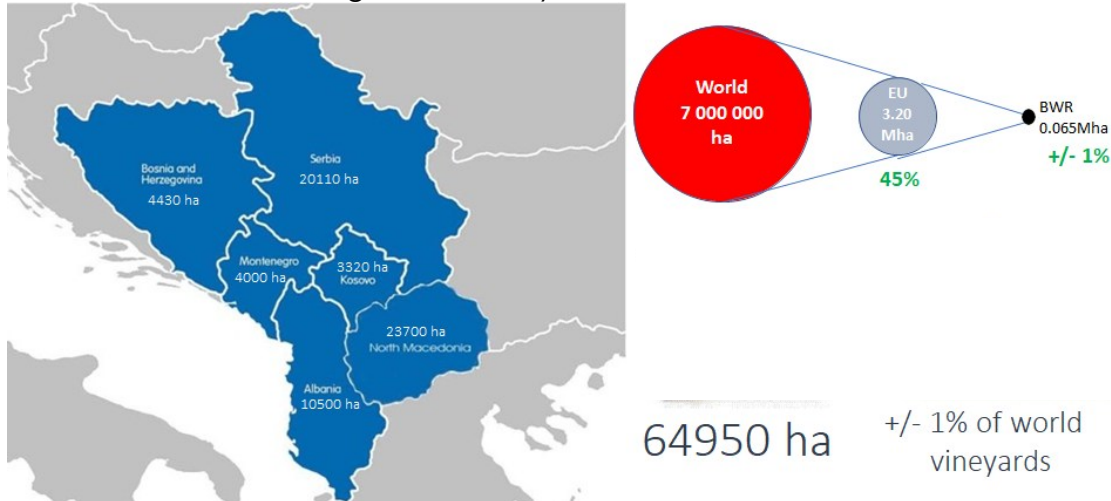 Bosnia and
Herzegovina
4430 ha
Serbia
20110 ha
Montenegro
4000 ha
3320 ha
Kosovo
23700 ha
North Macedonia
Albania
10500 ha
World
7 000 000
ha
EU
3.20
Mha
45%
BWR
0.065Mha
+/- 1%
64950 ha
+/- 1% of world
vineyards